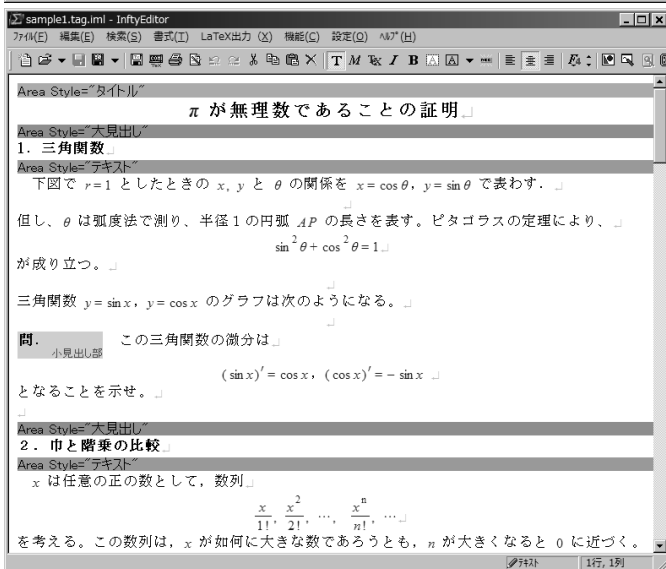 sample1.tag.iml - InftyEditor
ファイル(F) 編集(E) 検索(S) 書式(T) LaTeX出力 (X) 機能(C) 設定(O) ヘルプ(H)
T M I B
Area Style="タイトル"
π が無理数であることの証明
Area Style="大見出し"
1. 三角関数
Area Style="テキスト"
下図で r=1 としたときの x, y と θ の関係を x = cos θ, y = sin θ で表わす.
但し、θ は弧度法で測り、半径1の円弧 AP の長さを表す。ピタゴラスの定理により、
sin² θ + cos² θ = 1
が成り立つ。
三角関数 y = sin x, y = cos x のグラフは次のようになる。
問. この三角関数の微分は
小見出し部
( sin x )′ = cos x , ( cos x )′ = − sin x
となることを示せ。
Area Style="大見出し"
2. 巾と階乗の比較
Area Style="テキスト"
x は任意の正の数として, 数列
x/1!, x²/2!, …, xⁿ/n!, …
を考える。この数列は, x が如何に大きな数であろうとも, n が大きくなると 0 に近づく。
テキスト 1行, 1列